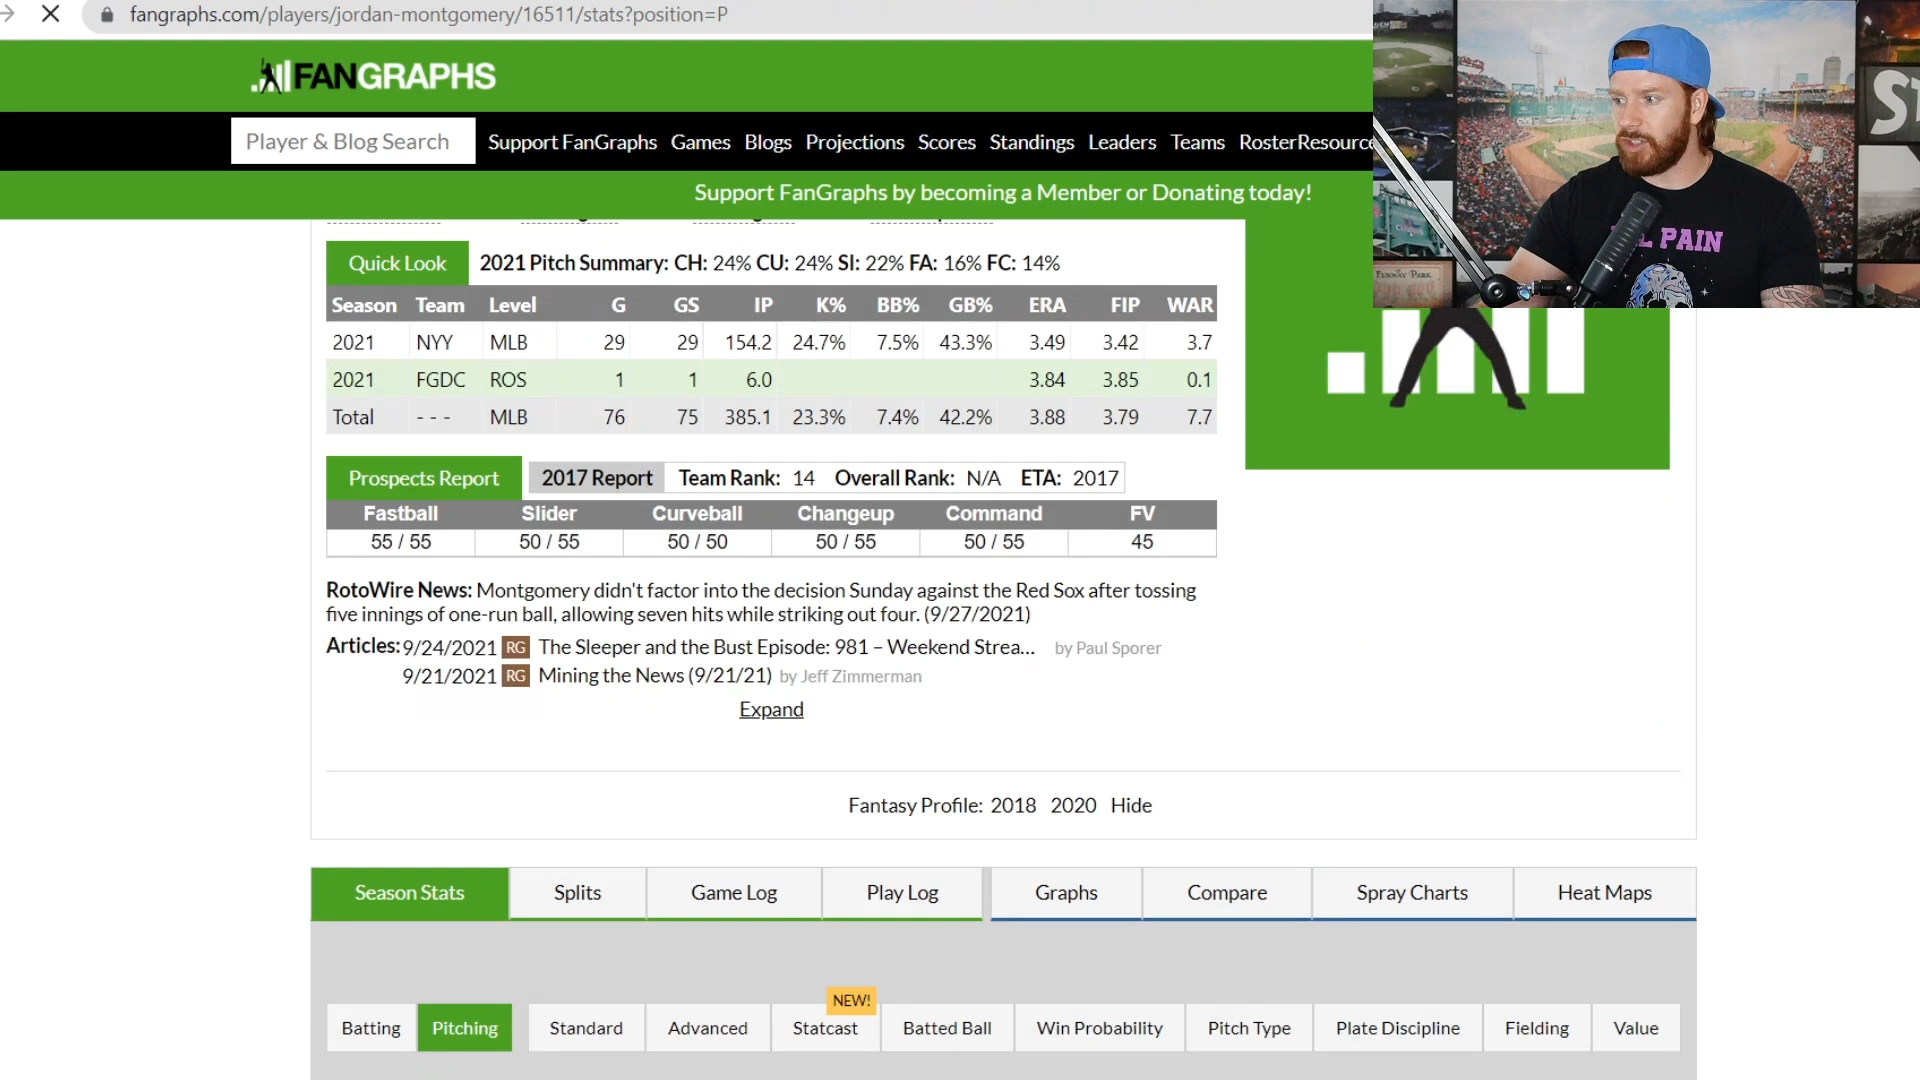 fangraphs.com/players/jordan-montgomery/16511/stats?position=P
FANGRAPHS
Player & Blog Search Support FanGraphs Games Blogs Projections Scores Standings Leaders Teams RosterResource
Support FanGraphs by becoming a Member or Donating today!
PAIN
FENWAY PARK
Quick Look 2021 Pitch Summary: CH: 24% CU: 24% SI: 22% FA: 16% FC: 14%
Season Team Level G GS IP K% BB% GB% ERA FIP WAR
2021 NYY MLB 29 29 154.2 24.7% 7.5% 43.3% 3.49 3.42 3.7
2021 FGDC ROS 1 1 6.0 3.84 3.85 0.1
Total - - - MLB 76 75 385.1 23.3% 7.4% 42.2% 3.88 3.79 7.7
Prospects Report 2017 Report Team Rank: 14 Overall Rank: N/A ETA: 2017
Fastball Slider Curveball Changeup Command FV
55 / 55 50 / 55 50 / 50 50 / 55 50 / 55 45
RotoWire News: Montgomery didn't factor into the decision Sunday against the Red Sox after tossing
five innings of one-run ball, allowing seven hits while striking out four. (9/27/2021)
Articles: 9/24/2021 RG The Sleeper and the Bust Episode: 981 – Weekend Strea... by Paul Sporer
9/21/2021 RG Mining the News (9/21/21) by Jeff Zimmerman
Expand
Fantasy Profile: 2018 2020 Hide
Season Stats Splits Game Log Play Log Graphs Compare Spray Charts Heat Maps
NEW!
Batting Pitching Standard Advanced Statcast Batted Ball Win Probability Pitch Type Plate Discipline Fielding Value